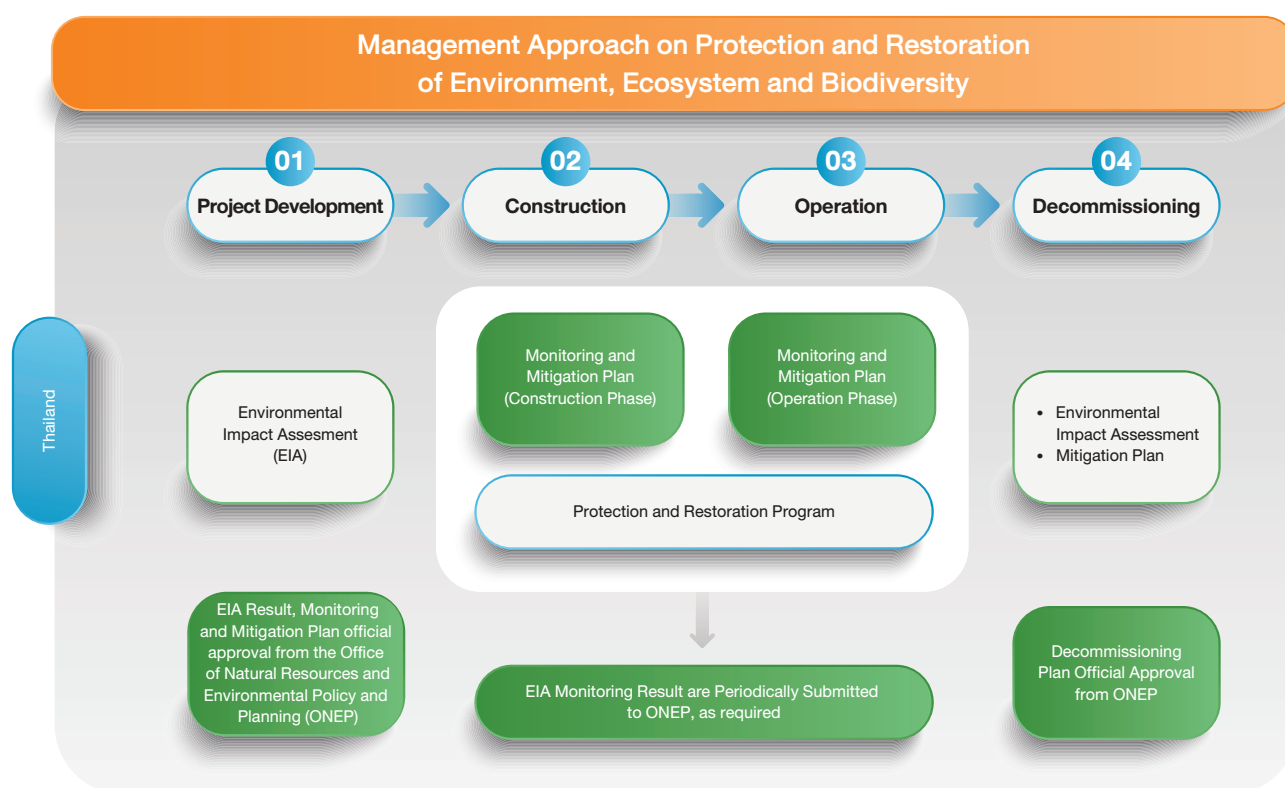 Management Approach on Protection and Restoration
of Environment, Ecosystem and Biodiversity
01
Project Development
02
Construction
03
Operation
04
Decommissioning
Thailand
Environmental
Impact Assesment
(EIA)
Monitoring and
Mitigation Plan
(Construction Phase)
Monitoring and
Mitigation Plan
(Operation Phase)
Protection and Restoration Program
• Environmental
Impact Assessment
• Mitigation Plan
EIA Result, Monitoring
and Mitigation Plan official
approval from the Office
of Natural Resources and
Environmental Policy and
Planning (ONEP)
EIA Monitoring Result are Periodically Submitted
to ONEP, as required
Decommissioning
Plan Official Approval
from ONEP